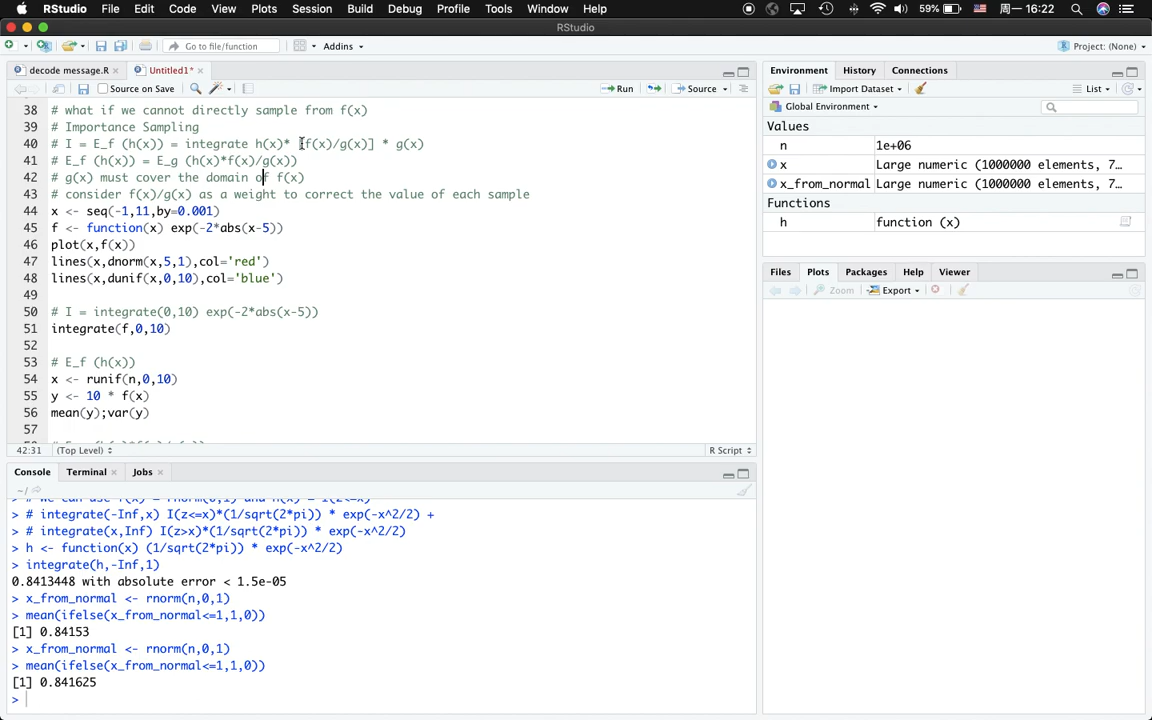 RStudio File Edit Code View Plots Session Build Debug Profile Tools Window Help 59% 周一 16:22
RStudio
Go to file/function Addins Project: (None)
decode message.R Untitled1*
Source on Save Run Source
38 # what if we cannot directly sample from f(x)
39 # Importance Sampling
40 # I = E_f (h(x)) = integrate h(x)* [f(x)/g(x)] * g(x)
41 # E_f (h(x)) = E_g (h(x)*f(x)/g(x))
42 # g(x) must cover the domain of f(x)
43 # consider f(x)/g(x) as a weight to correct the value of each sample
44 x <- seq(-1,11,by=0.001)
45 f <- function(x) exp(-2*abs(x-5))
46 plot(x,f(x))
47 lines(x,dnorm(x,5,1),col='red')
48 lines(x,dunif(x,0,10),col='blue')
49
50 # I = integrate(0,10) exp(-2*abs(x-5))
51 integrate(f,0,10)
52
53 # E_f (h(x))
54 x <- runif(n,0,10)
55 y <- 10 * f(x)
56 mean(y);var(y)
57
42:31 (Top Level) R Script
Console Terminal Jobs
~/
> # we can use f(x) = rnorm(0,1) and h(x) = I(z<=x)
> # integrate(-Inf,x) I(z<=x)*(1/sqrt(2*pi)) * exp(-x^2/2) +
> # integrate(x,Inf) I(z>x)*(1/sqrt(2*pi)) * exp(-x^2/2)
> h <- function(x) (1/sqrt(2*pi)) * exp(-x^2/2)
> integrate(h,-Inf,1)
0.8413448 with absolute error < 1.5e-05
> x_from_normal <- rnorm(n,0,1)
> mean(ifelse(x_from_normal<=1,1,0))
[1] 0.84153
> x_from_normal <- rnorm(n,0,1)
> mean(ifelse(x_from_normal<=1,1,0))
[1] 0.841625
>
Environment History Connections
Import Dataset List
Global Environment
Values
n 1e+06
x Large numeric (1000000 elements, 7…
x_from_normal Large numeric (1000000 elements, 7…
Functions
h function (x)
Files Plots Packages Help Viewer
Zoom Export